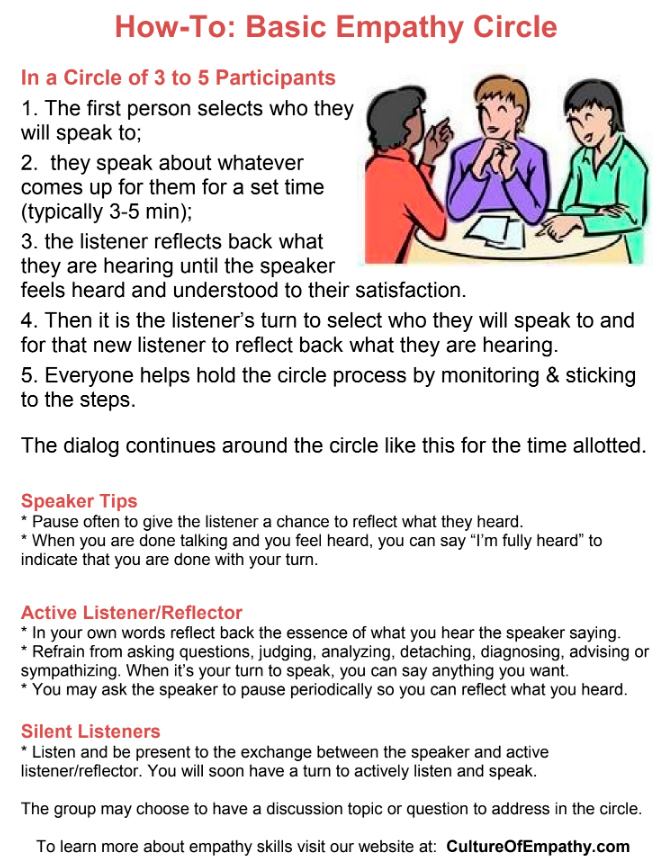 How-To: Basic Empathy Circle
In a Circle of 3 to 5 Participants
1. The first person selects who they
will speak to;
2.  they speak about whatever
comes up for them for a set time
(typically 3-5 min);
3. the listener reflects back what
they are hearing until the speaker
feels heard and understood to their satisfaction.
4. Then it is the listener's turn to select who they will speak to and
for that new listener to reflect back what they are hearing.
5. Everyone helps hold the circle process by monitoring & sticking
to the steps.
The dialog continues around the circle like this for the time allotted.
Speaker Tips
* Pause often to give the listener a chance to reflect what they heard.
* When you are done talking and you feel heard, you can say “I'm fully heard” to
indicate that you are done with your turn.
Active Listener/Reflector
* In your own words reflect back the essence of what you hear the speaker saying.
* Refrain from asking questions, judging, analyzing, detaching, diagnosing, advising or
sympathizing. When it's your turn to speak, you can say anything you want.
* You may ask the speaker to pause periodically so you can reflect what you heard.
Silent Listeners
* Listen and be present to the exchange between the speaker and active
listener/reflector. You will soon have a turn to actively listen and speak.
The group may choose to have a discussion topic or question to address in the circle.
To learn more about empathy skills visit our website at:  CultureOfEmpathy.com